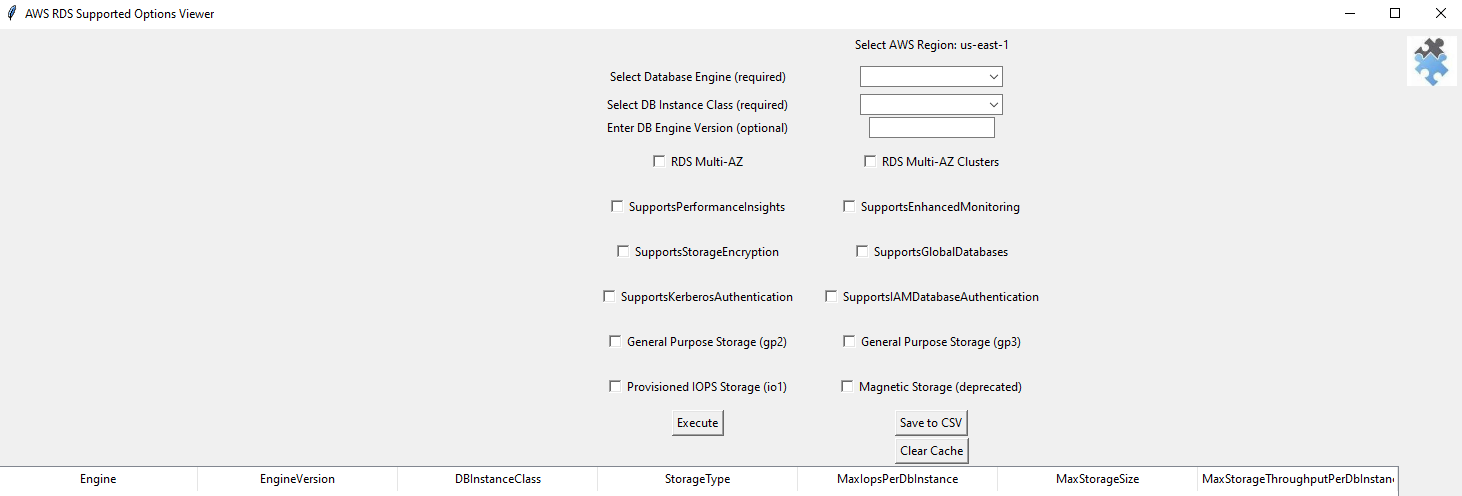 AWS RDS Supported Options Viewer
Select AWS Region: us-east-1
Select Database Engine (required)
Select DB Instance Class (required)
Enter DB Engine Version (optional)
RDS Multi-AZ RDS Multi-AZ Clusters
SupportsPerformanceInsights SupportsEnhancedMonitoring
SupportsStorageEncryption SupportsGlobalDatabases
SupportsKerberosAuthentication SupportsIAMDatabaseAuthentication
General Purpose Storage (gp2) General Purpose Storage (gp3)
Provisioned IOPS Storage (io1) Magnetic Storage (deprecated)
Execute Save to CSV
Clear Cache
Engine EngineVersion DBInstanceClass StorageType MaxIopsPerDbInstance MaxStorageSize MaxStorageThroughputPerDbInstanc